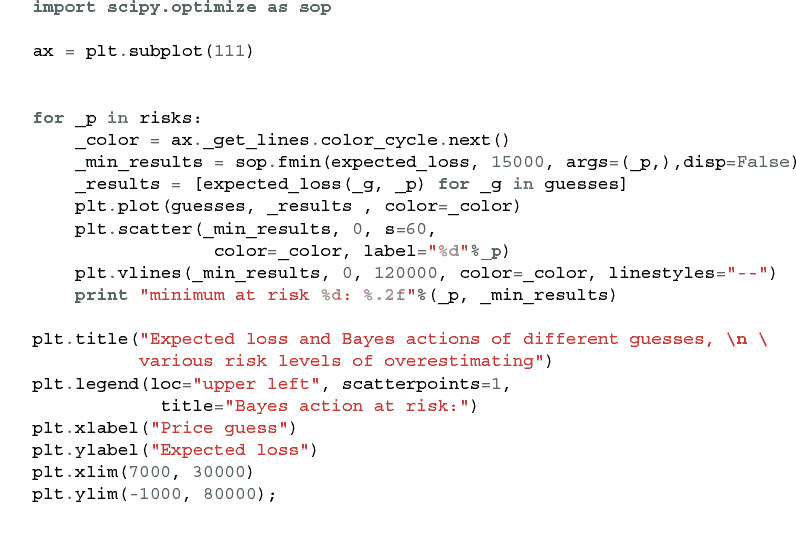 import scipy.optimize as sop
ax = plt.subplot(111)
for _p in risks:
    _color = ax._get_lines.color_cycle.next()
    _min_results = sop.fmin(expected_loss, 15000, args=(_p,),disp=False)
    _results = [expected_loss(_g, _p) for _g in guesses]
    plt.plot(guesses, _results , color=_color)
    plt.scatter(_min_results, 0, s=60,
                 color=_color, label="%d"%_p)
    plt.vlines(_min_results, 0, 120000, color=_color, linestyles="--")
    print "minimum at risk %d: %.2f"%(_p, _min_results)
plt.title("Expected loss and Bayes actions of different guesses, \n \
          various risk levels of overestimating")
plt.legend(loc="upper left", scatterpoints=1,
            title="Bayes action at risk:")
plt.xlabel("Price guess")
plt.ylabel("Expected loss")
plt.xlim(7000, 30000)
plt.ylim(-1000, 80000);